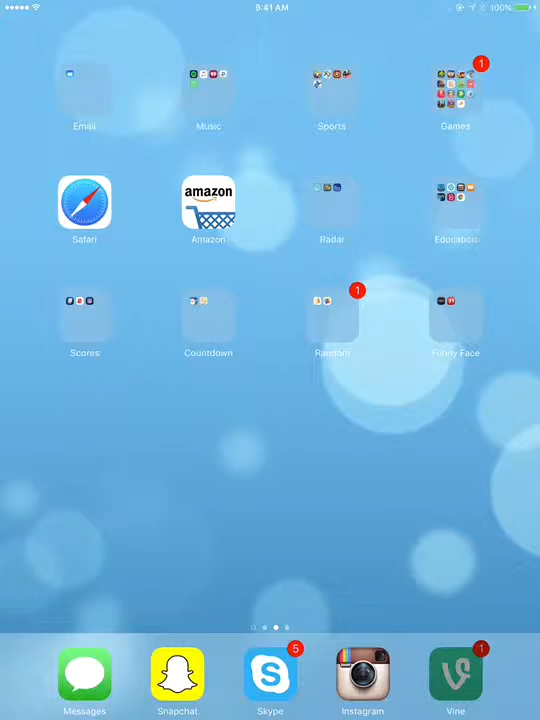 9:41 AM
100%
1
Email
Music
Sports
Games
amazon
Safari
Amazon
Radar
Education
1
Scores
Countdown
Random
Funny Face
5
1
Messages
Snapchat
Skype
Instagram
Vine